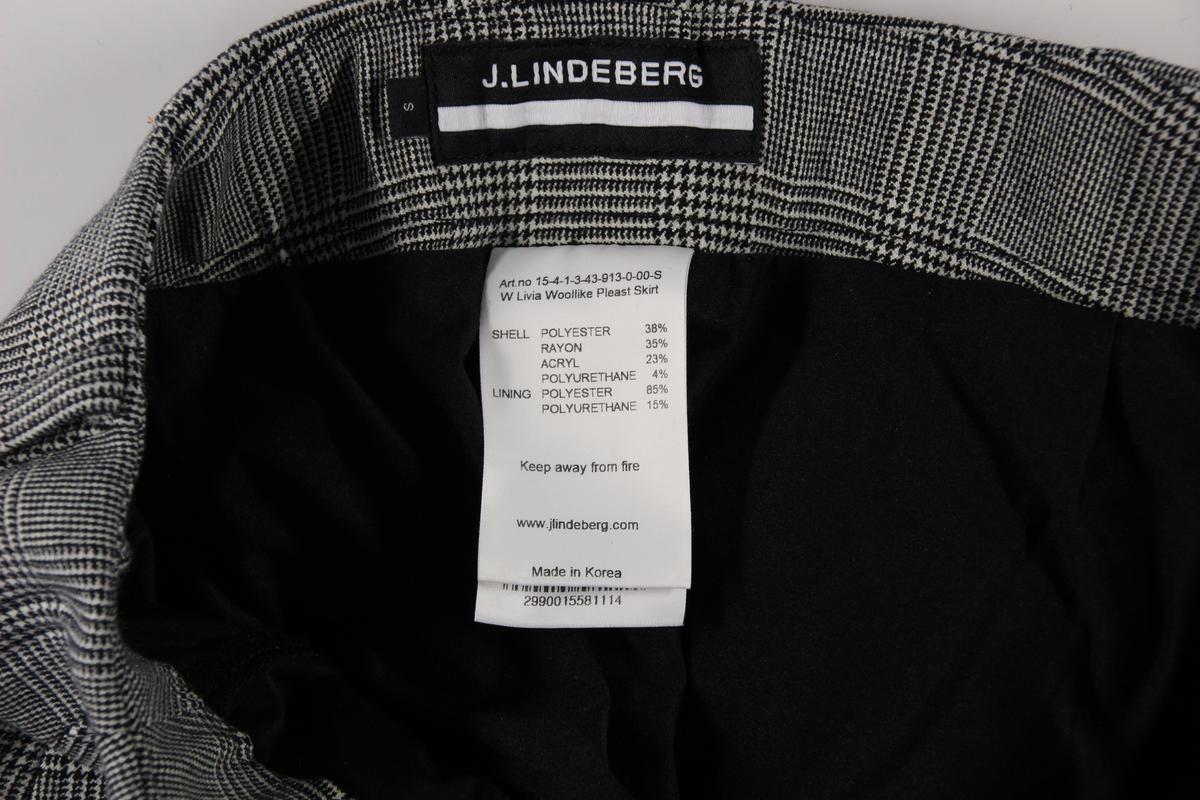 J.LINDEBERG
S
Art.no 15-4-1-3-43-913-0-00-S
W Livia Woollike Pleast Skirt
SHELL POLYESTER 38%
RAYON 35%
ACRYL 23%
POLYURETHANE 4%
LINING POLYESTER 85%
POLYURETHANE 15%
Keep away from fire
www.jlindeberg.com
Made in Korea
2990015581114